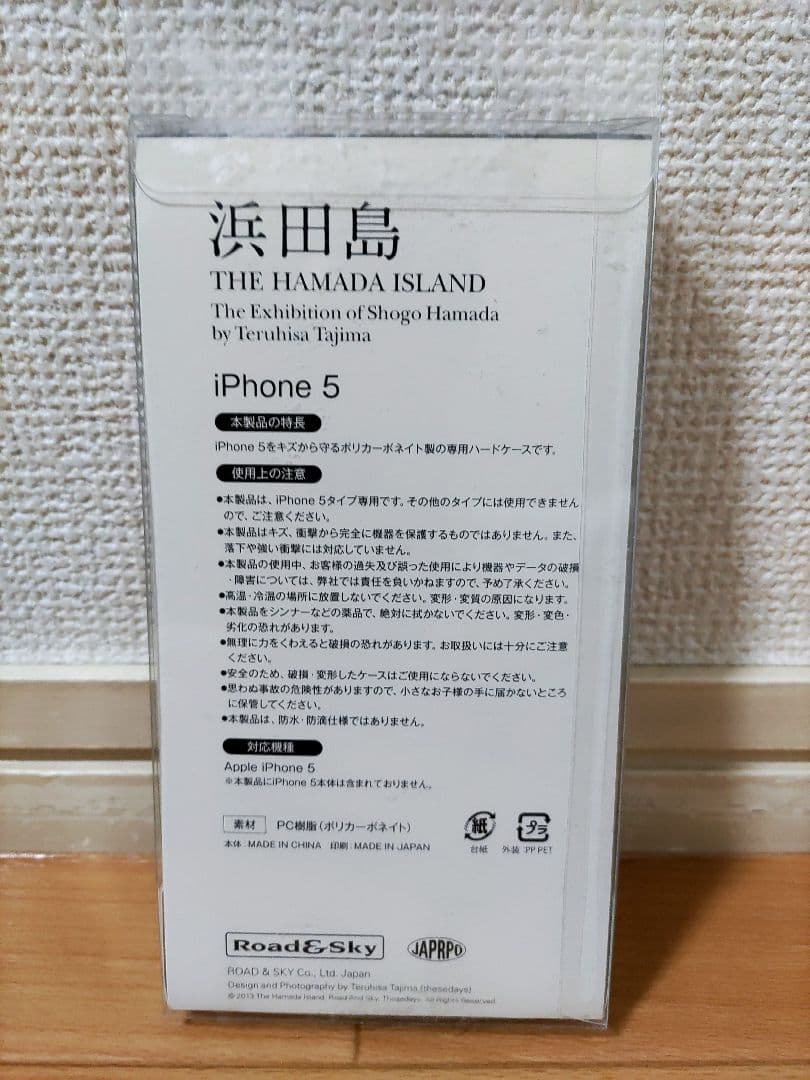 浜田島
THE HAMADA ISLAND
The Exhibition of Shogo Hamada
by Teruhisa Tajima
iPhone 5
本製品の特長
iPhone 5をキズから守るポリカーボネイト製の専用ハードケースです。
使用上の注意
●本製品は、iPhone 5タイプ専用です。その他のタイプには使用できません
ので、ご注意ください。
●本製品はキズ、衝撃から完全に機器を保護するものではありません。また、
落下や強い衝撃には対応していません。
●本製品の使用中、お客様の過失及び誤った使用により機器やデータの破損
・障害については、弊社では責任を負いかねますので、予め了承ください。
●高温・冷温の場所に放置しないでください。変形・変質の原因になります。
●本製品をシンナーなどの薬品で、絶対に拭かないでください。変形・変色・
劣化の恐れがあります。
●無理に力をくわえると破損の恐れがあります。お取扱いには十分にご注意
ください。
●安全のため、破損・変形したケースはご使用にならないでください。
●思わぬ事故の危険性がありますので、小さなお子様の手に届かないところ
に保管してください。
●本製品は、防水・防滴仕様ではありません。
対応機種
Apple iPhone 5
※本製品にiPhone 5本体は含まれておりません。
素材 PC樹脂（ポリカーボネイト）
本体：MADE IN CHINA 印刷：MADE IN JAPAN
紙 プラ
台紙 外装：PP PET
Road&Sky JAPRPO
ROAD & SKY Co., Ltd. Japan
Design and Photography by Teruhisa Tajima (thesedays)
© 2013 The Hamada Island, Road And Sky, Thesedays. All Rights Reserved.